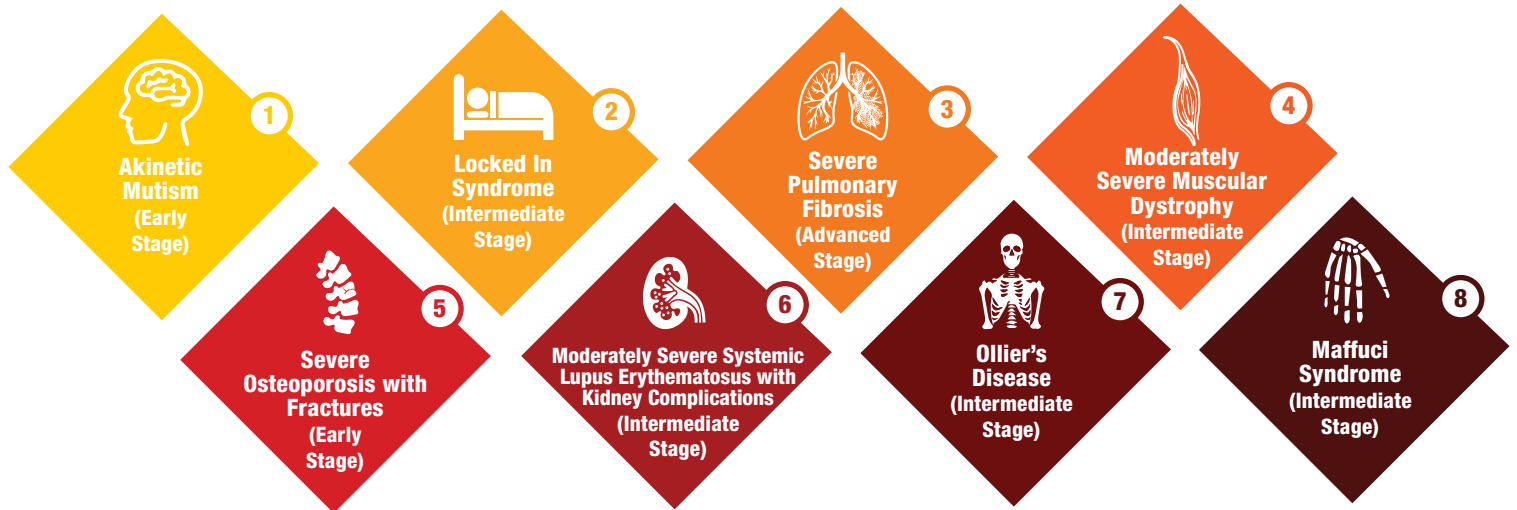 1
Akinetic
Mutism
(Early
Stage)
2
Locked In
Syndrome
(Intermediate
Stage)
3
Severe
Pulmonary
Fibrosis
(Advanced
Stage)
4
Moderately
Severe Muscular
Dystrophy
(Intermediate
Stage)
5
Severe
Osteoporosis with
Fractures
(Early
Stage)
6
Moderately Severe Systemic
Lupus Erythematosus with
Kidney Complications
(Intermediate
Stage)
7
Ollier's
Disease
(Intermediate
Stage)
8
Maffuci
Syndrome
(Intermediate
Stage)